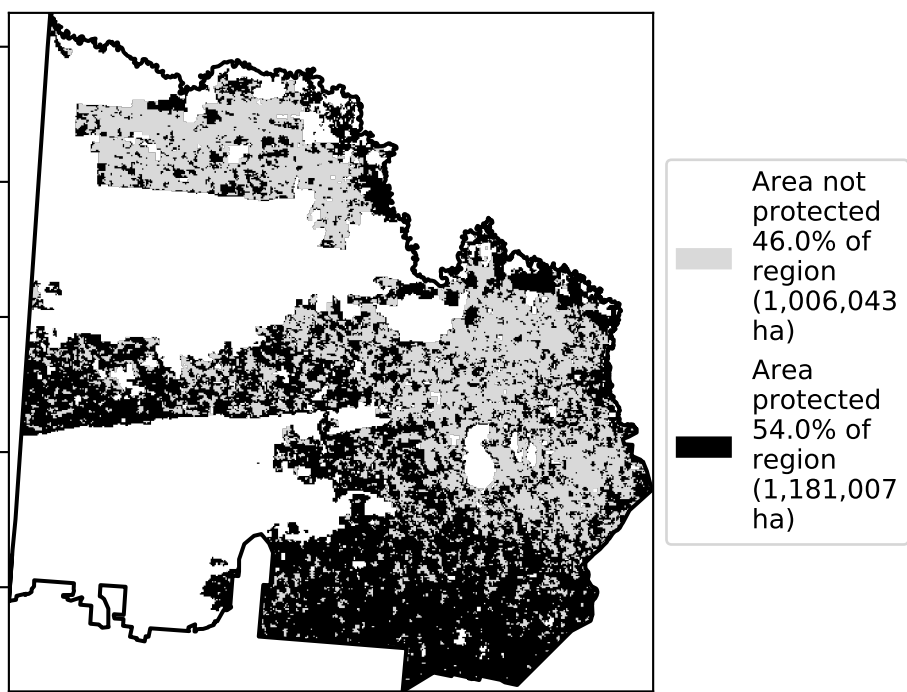 Area not
protected
46.0% of
region
(1,006,043
ha)
Area
protected
54.0% of
region
(1,181,007
ha)